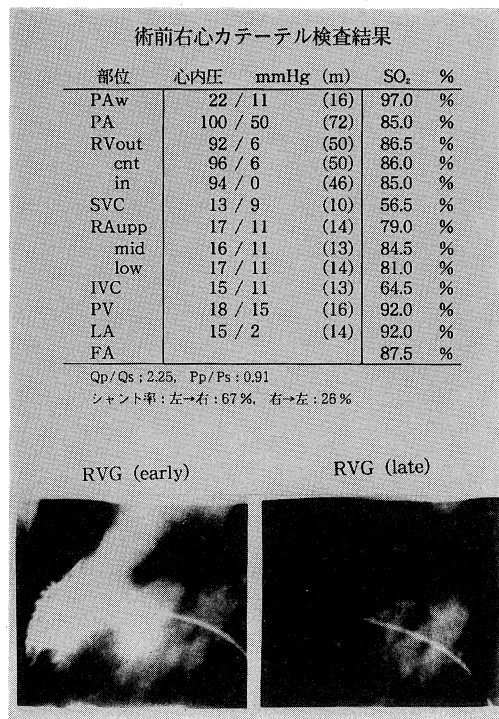 術前右心カテーテル検査結果
部位 心内圧 mmHg (m) SO₂ %
PAw 22 / 11 (16) 97.0 %
PA 100 / 50 (72) 85.0 %
RVout 92 / 6 (50) 86.5 %
cnt 96 / 6 (50) 86.0 %
in 94 / 0 (46) 85.0 %
SVC 13 / 9 (10) 56.5 %
RAupp 17 / 11 (14) 79.0 %
mid 16 / 11 (13) 84.5 %
low 17 / 11 (14) 81.0 %
IVC 15 / 11 (13) 64.5 %
PV 18 / 15 (16) 92.0 %
LA 15 / 2 (14) 92.0 %
FA 87.5 %
Qp/Qs ; 2.25, Pp/Ps : 0.91
シャント率 : 左→右 : 67%, 右→左 : 26%
RVG (early) RVG (late)